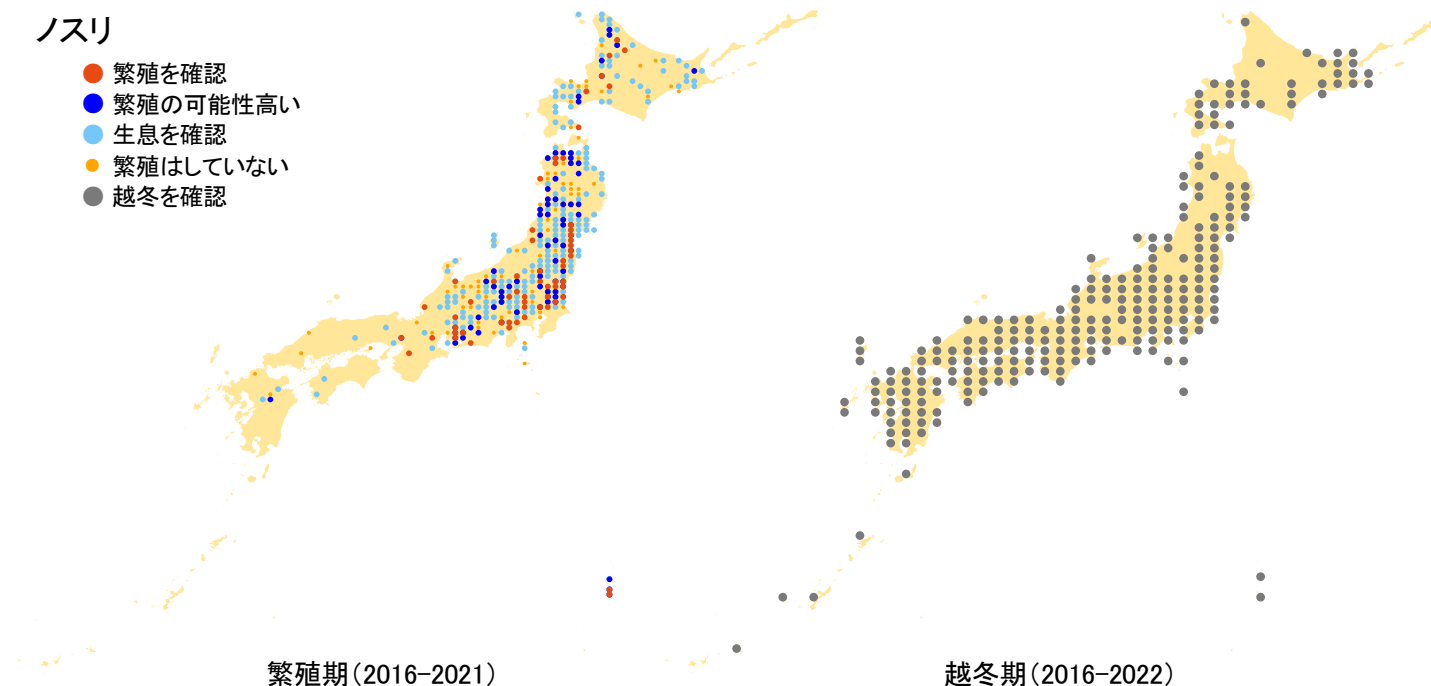 ノスリ
繁殖を確認
繁殖の可能性高い
生息を確認
繁殖はしていない
越冬を確認
繁殖期(2016-2021)
越冬期(2016-2022)